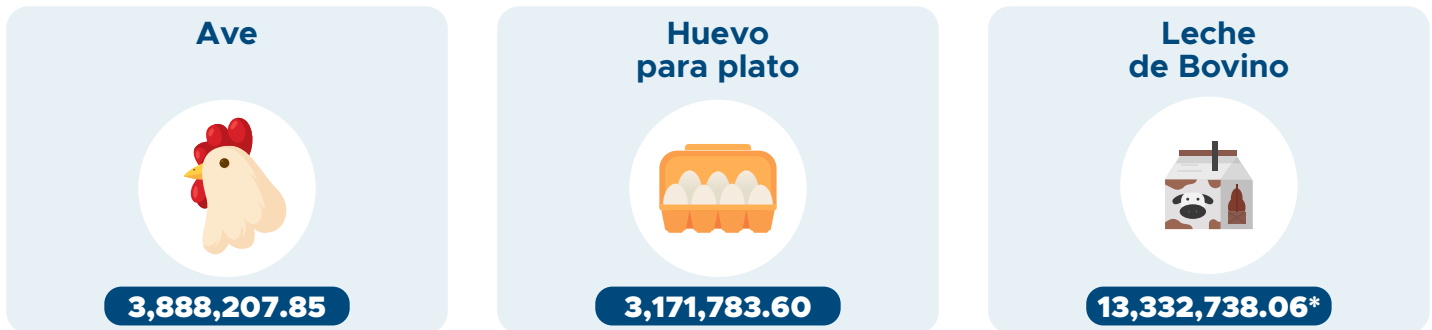 Ave
3,888,207.85
Huevo
para plato
3,171,783.60
Leche
de Bovino
13,332,738.06*